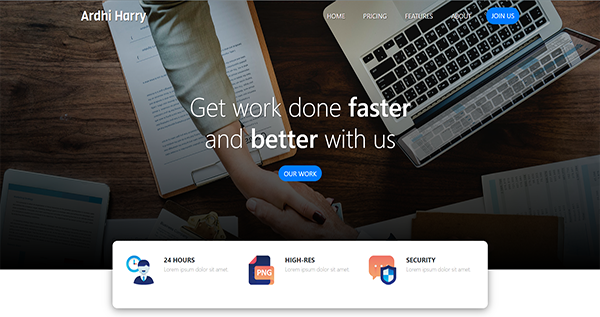 Ardhi Harry
HOME PRICING FEATURES ABOUT JOIN US
Get work done faster
and better with us
OUR WORK
24 HOURS
Lorem ipsum dolor sit amet
PNG
HIGH-RES
Lorem ipsum dolor sit amet
SECURITY
Lorem ipsum dolor sit amet